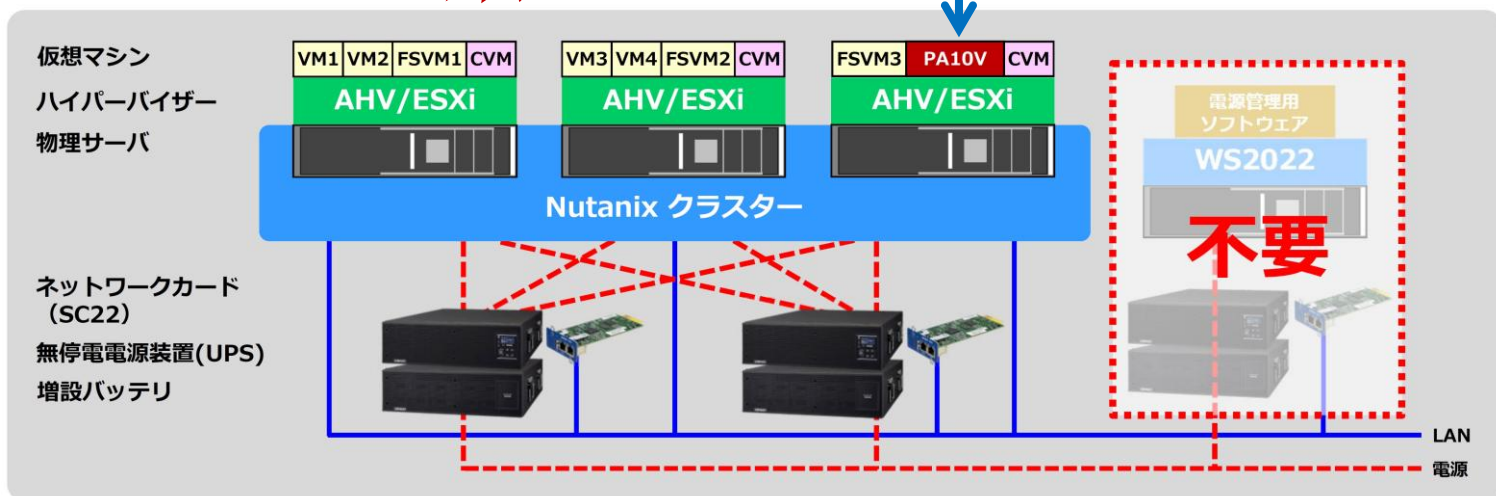 仮想マシン
VM1 VM2 FSVM1 CVM
VM3 VM4 FSVM2 CVM
FSVM3 PA10V CVM
ハイパーバイザー
AHV/ESXi
AHV/ESXi
AHV/ESXi
電源管理用
ソフトウェア
物理サーバ
WS2022
Nutanix クラスター
不要
ネットワークカード
（SC22）
無停電電源装置(UPS)
増設バッテリ
LAN
電源